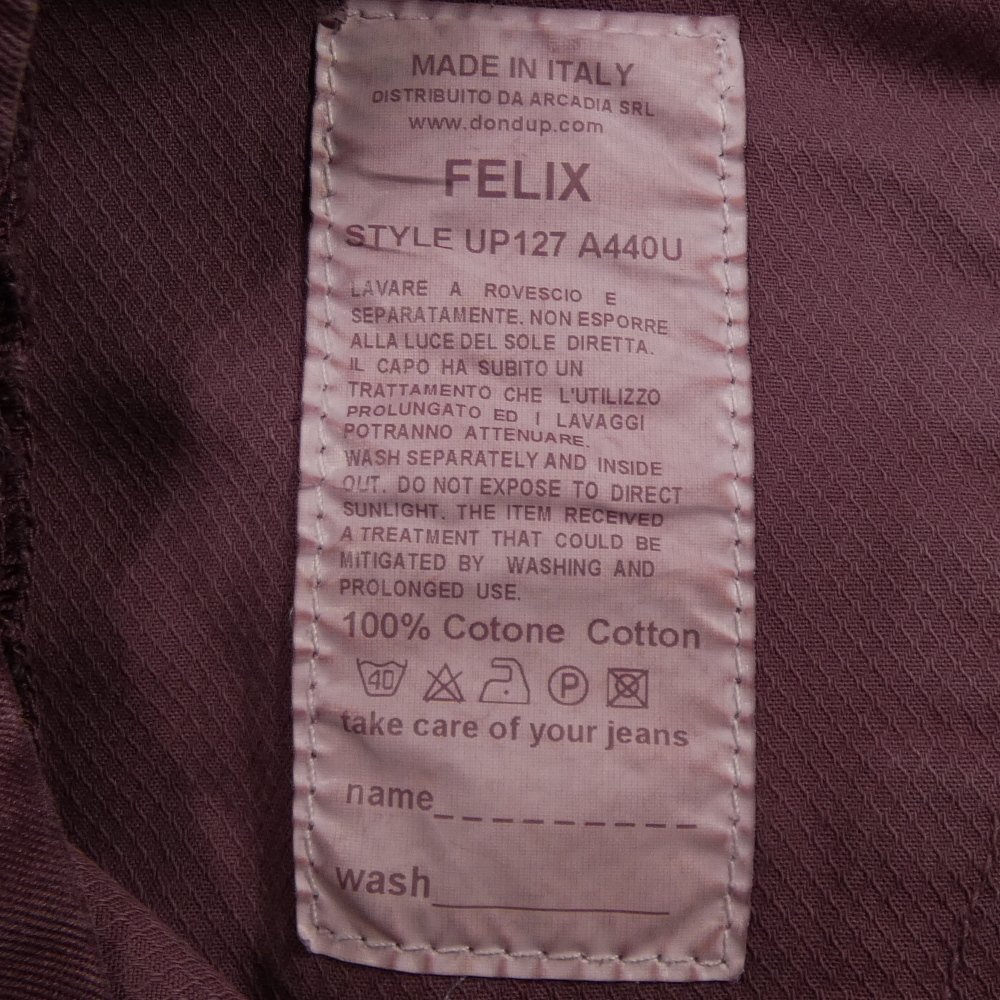 MADE IN ITALY
DISTRIBUITO DA ARCADIA SRL
www.dondup.com
FELIX
STYLE UP127 A440U
LAVARE A ROVESCIO E
SEPARATAMENTE. NON ESPORRE
ALLA LUCE DEL SOLE DIRETTA.
IL CAPO HA SUBITO UN
TRATTAMENTO CHE L'UTILIZZO
PROLUNGATO ED I LAVAGGI
POTRANNO ATTENUARE.
WASH SEPARATELY AND INSIDE
OUT. DO NOT EXPOSE TO DIRECT
SUNLIGHT. THE ITEM RECEIVED
A TREATMENT THAT COULD BE
MITIGATED BY WASHING AND
PROLONGED USE.
100% Cotone Cotton
40 P
take care of your jeans
name_ _ _ _ _ _ _ _ _
wash______________